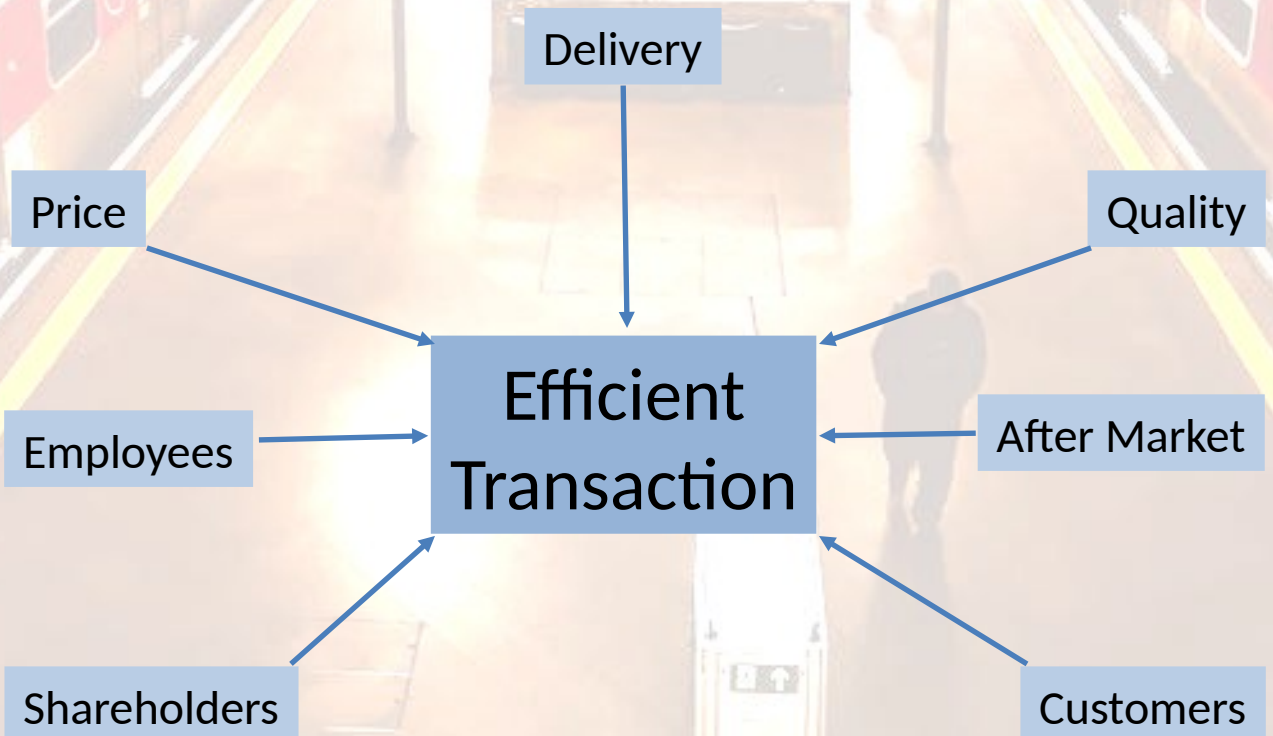 Delivery
Price
Quality
Efficient
Transaction
Employees
After Market
Shareholders
Customers